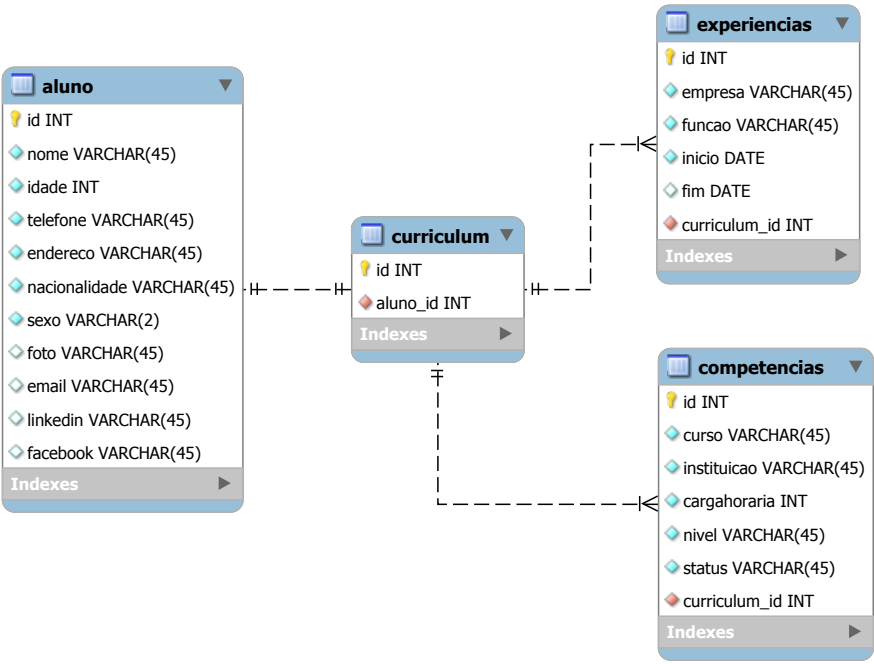 aluno
id INT
nome VARCHAR(45)
idade INT
telefone VARCHAR(45)
endereco VARCHAR(45)
nacionalidade VARCHAR(45)
sexo VARCHAR(2)
foto VARCHAR(45)
email VARCHAR(45)
linkedin VARCHAR(45)
facebook VARCHAR(45)
Indexes
curriculum
id INT
aluno_id INT
Indexes
experiencias
id INT
empresa VARCHAR(45)
funcao VARCHAR(45)
inicio DATE
fim DATE
curriculum_id INT
Indexes
competencias
id INT
curso VARCHAR(45)
instituicao VARCHAR(45)
cargahoraria INT
nivel VARCHAR(45)
status VARCHAR(45)
curriculum_id INT
Indexes